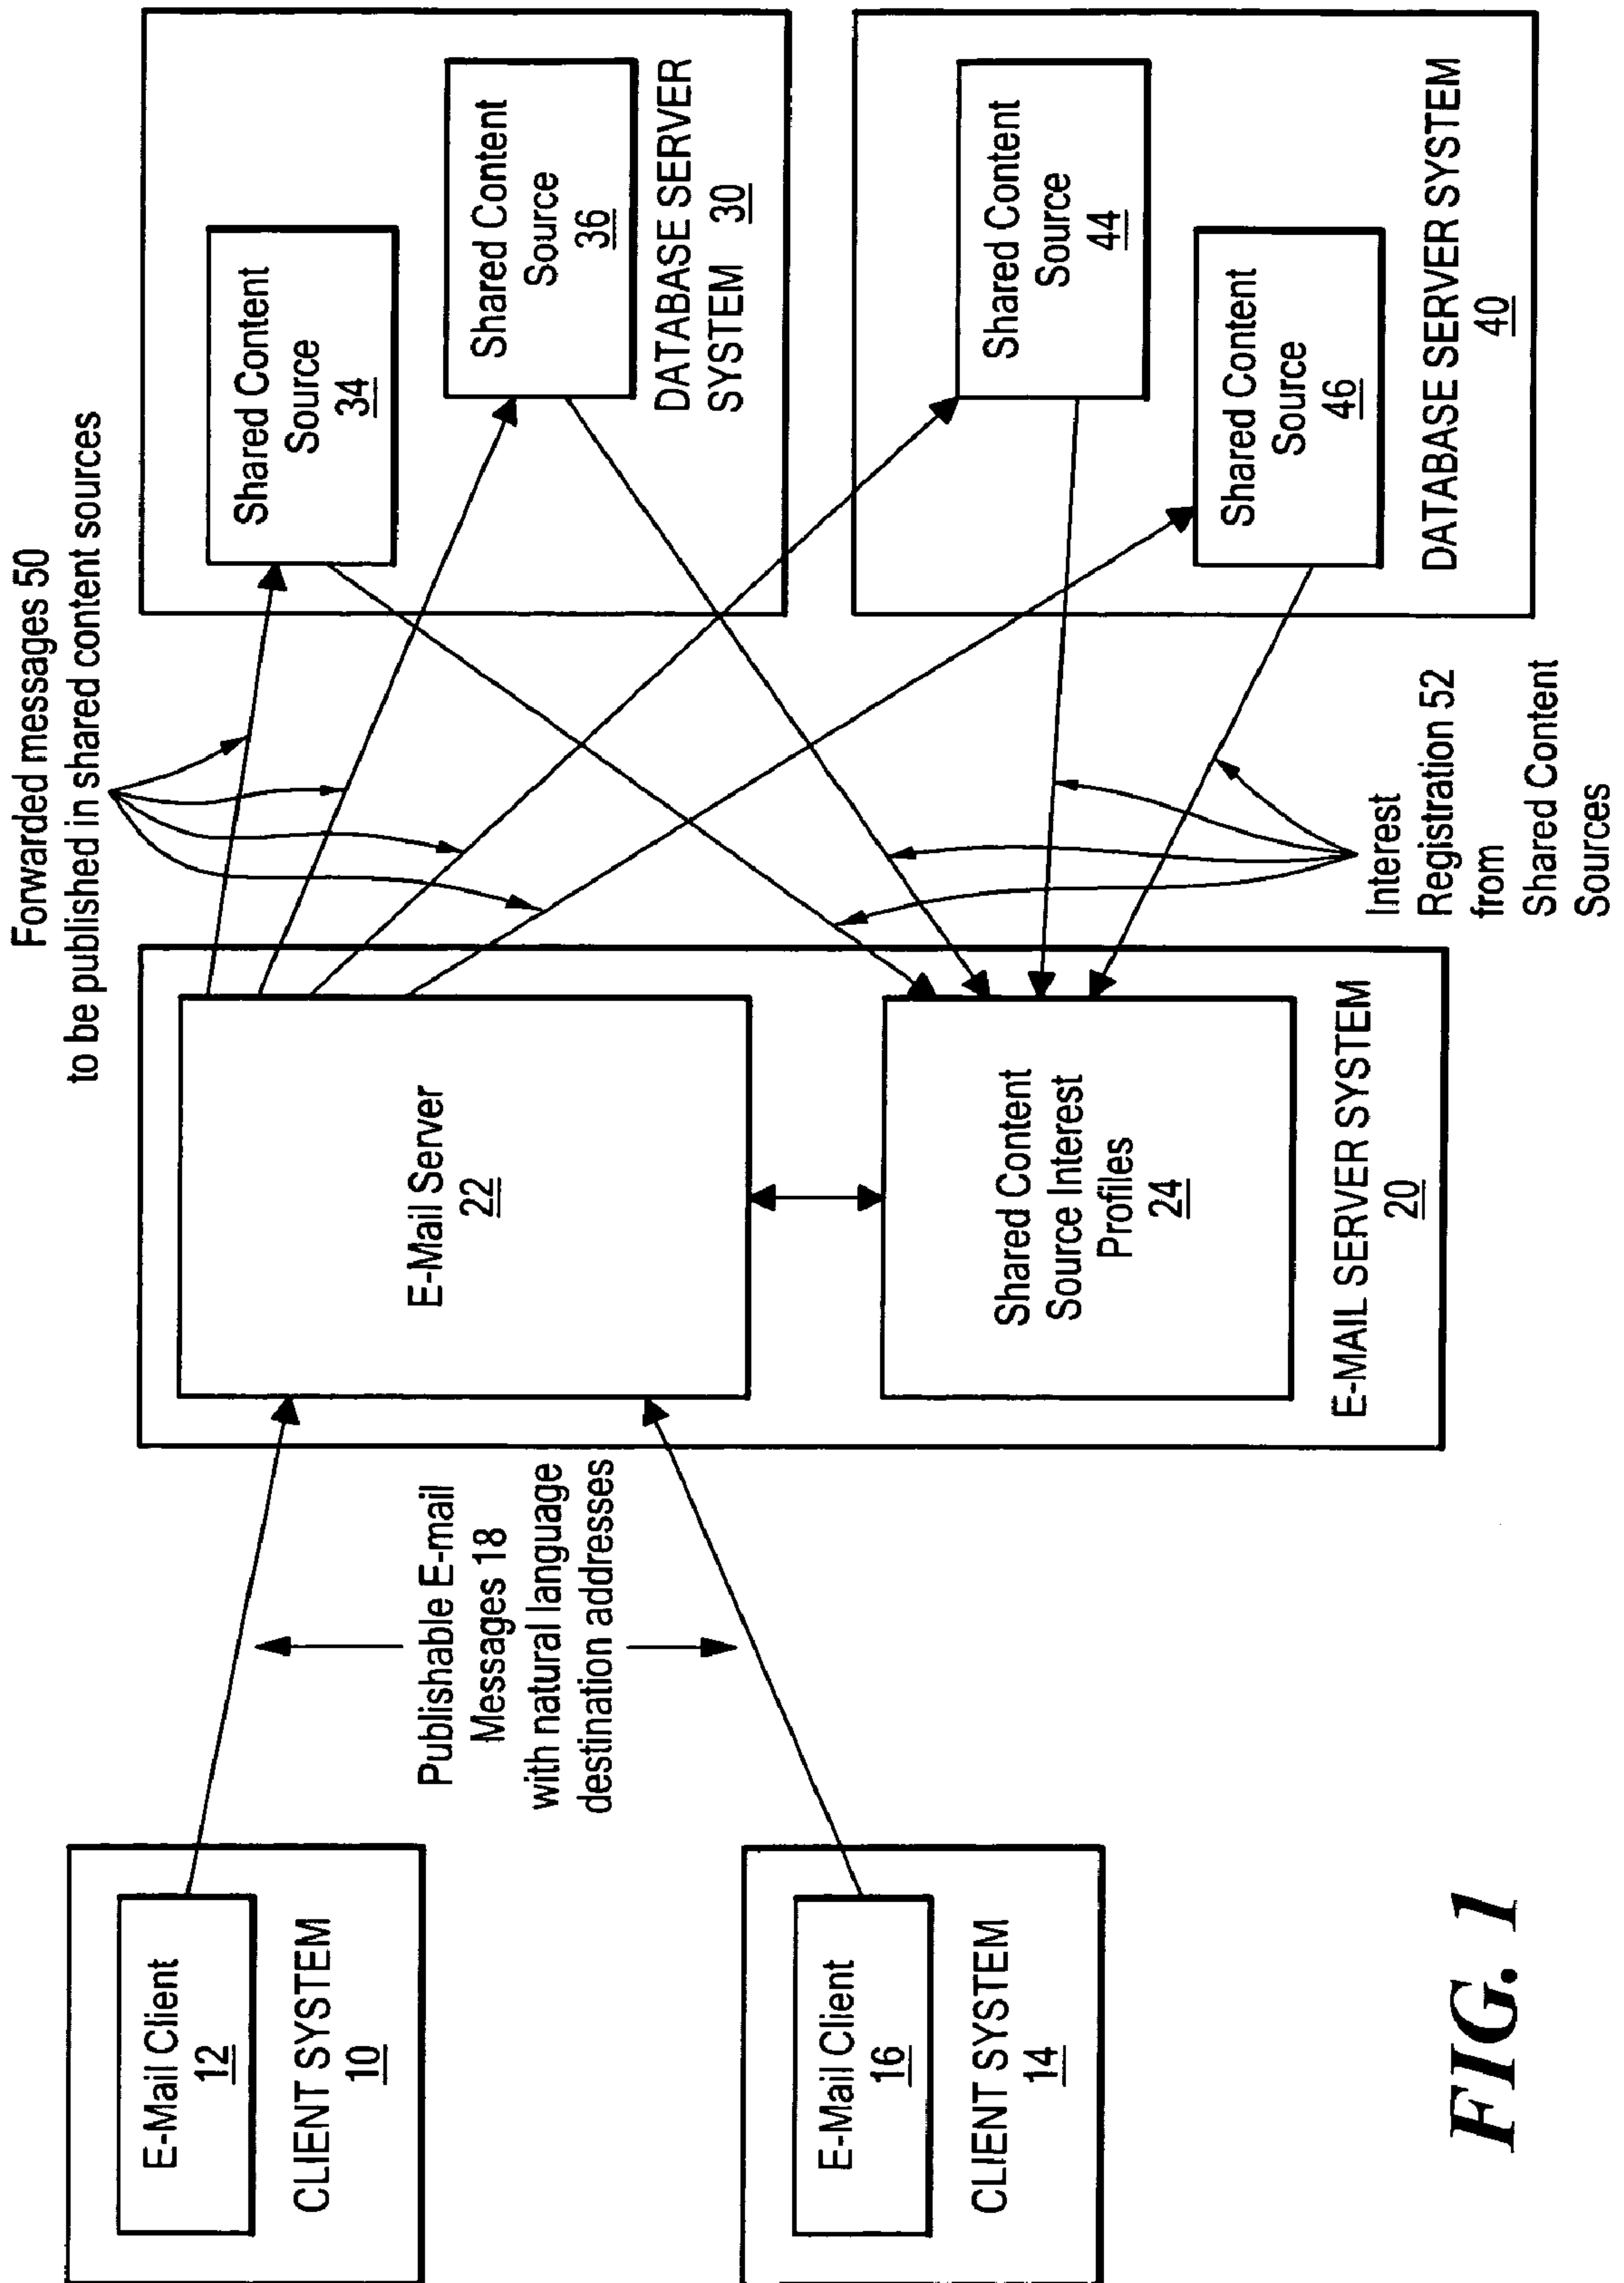 E-Mail Client
12
CLIENT SYSTEM
10
E-Mail Client
16
CLIENT SYSTEM
14
Publishable E-mail
Messages 18
with natural language
destination addresses
E-Mail Server
22
Shared Content
Source Interest
Profiles
24
E-MAIL SERVER SYSTEM
20
Forwarded messages 50
to be published in shared content sources
Interest
Registration 52
from
Shared Content
Sources
Shared Content
Source
34
Shared Content
Source
36
DATABASE SERVER
SYSTEM 30
Shared Content
Source
44
Shared Content
Source
46
DATABASE SERVER SYSTEM
40
FIG. 1